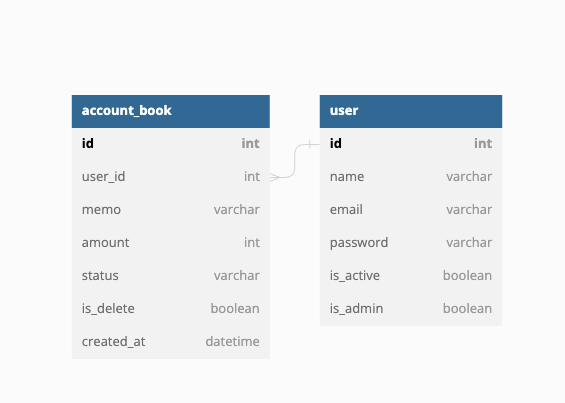 account_book
id int
user_id int
memo varchar
amount int
status varchar
is_delete boolean
created_at datetime
user
id int
name varchar
email varchar
password varchar
is_active boolean
is_admin boolean